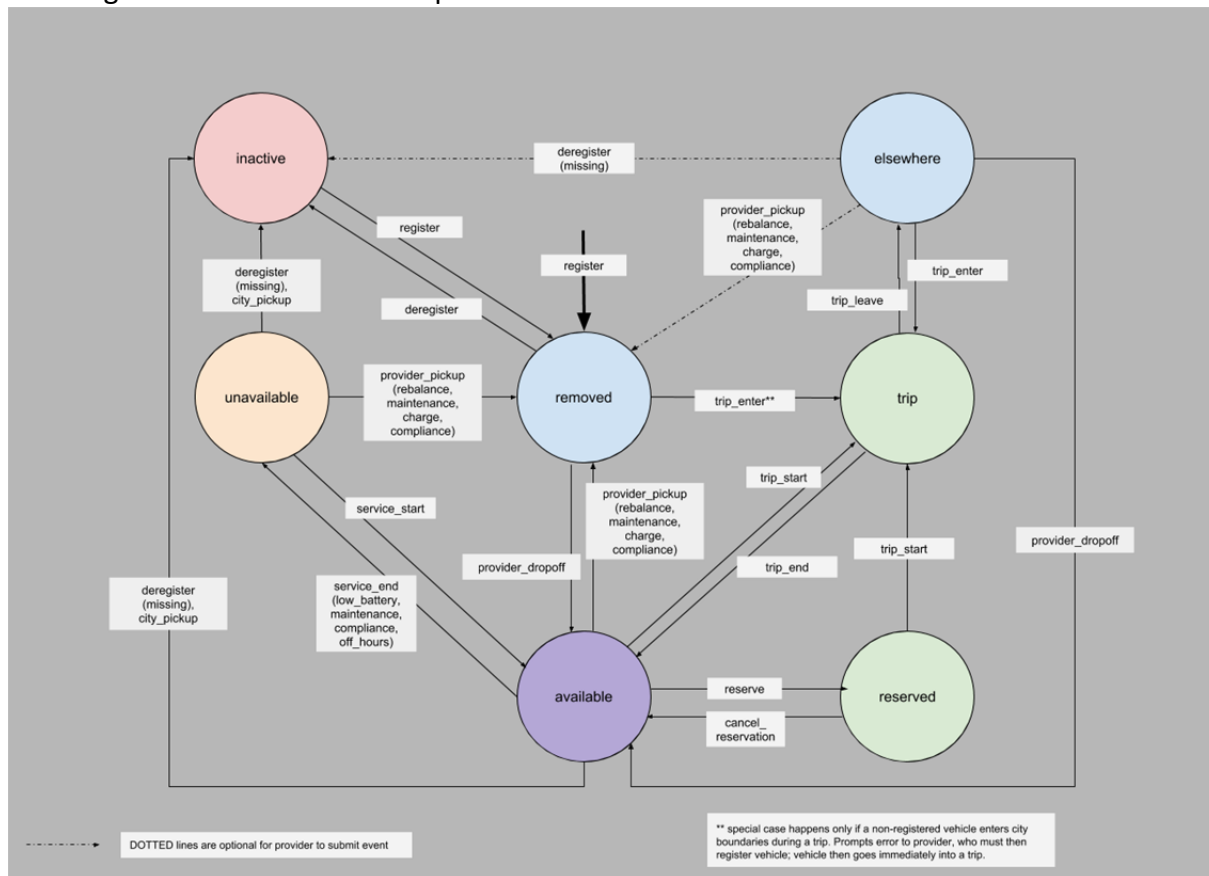 inactive
elsewhere
deregister
(missing)
provider_pickup
(rebalance,
maintenance,
charge,
compliance)
register
register
deregister
(missing),
city_pickup
trip_enter
trip_leave
deregister
unavailable
provider_pickup
(rebalance,
maintenance,
charge,
compliance)
removed
trip_enter**
trip
trip_start
service_start
provider_pickup
(rebalance,
maintenance,
charge,
compliance)
provider_dropoff
trip_start
provider_dropoff
trip_end
deregister
(missing),
city_pickup
service_end
(low_battery,
maintenance,
compliance,
off_hours)
available
reserve
reserved
cancel_
reservation
DOTTED lines are optional for provider to submit event
** special case happens only if a non-registered vehicle enters city
boundaries during a trip. Prompts error to provider, who must then
register vehicle; vehicle then goes immediately into a trip.